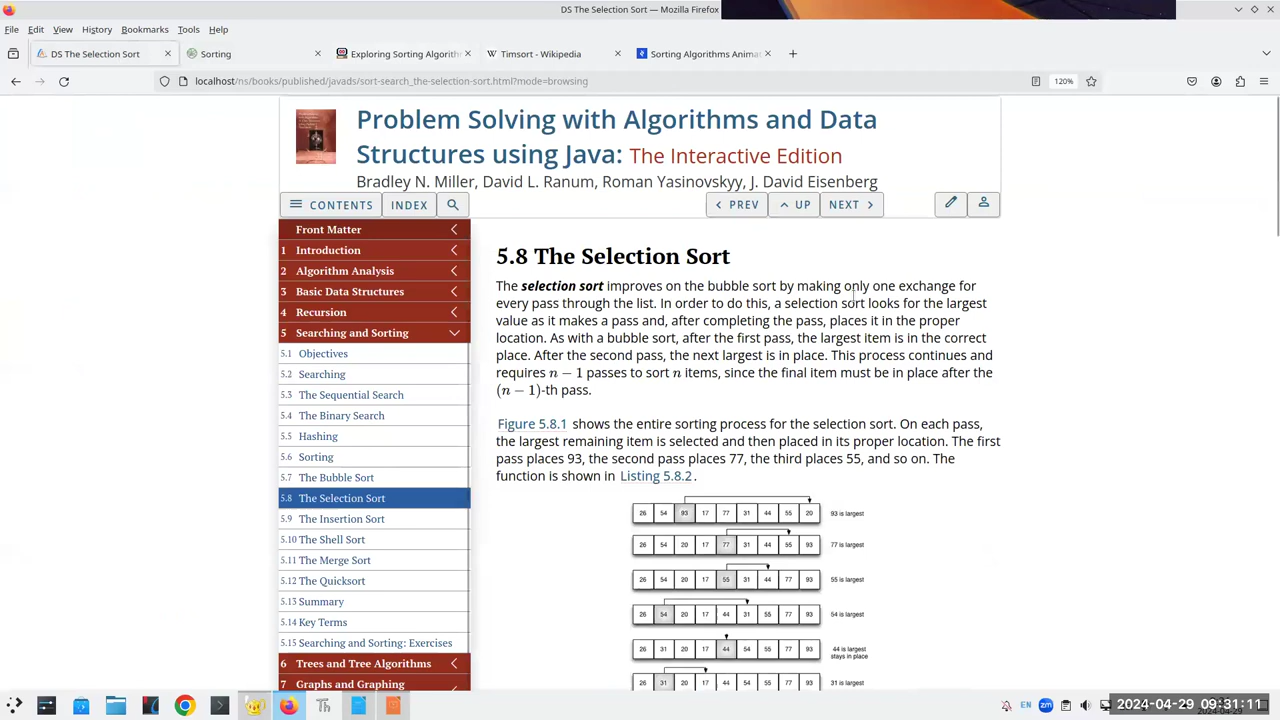 DS The Selection Sort — Mozilla Firefox
File Edit View History Bookmarks Tools Help
DS The Selection Sort
Sorting
Exploring Sorting Algorith
Timsort - Wikipedia
Sorting Algorithms Anima
localhost/ns/books/published/javads/sort-search_the-selection-sort.html?mode=browsing
120%
Problem Solving with Algorithms and Data
Structures using Java: The Interactive Edition
Bradley N. Miller, David L. Ranum, Roman Yasinovskyy, J. David Eisenberg
CONTENTS INDEX PREV UP NEXT
Front Matter
1 Introduction
2 Algorithm Analysis
3 Basic Data Structures
4 Recursion
5 Searching and Sorting
5.1 Objectives
5.2 Searching
5.3 The Sequential Search
5.4 The Binary Search
5.5 Hashing
5.6 Sorting
5.7 The Bubble Sort
5.8 The Selection Sort
5.9 The Insertion Sort
5.10 The Shell Sort
5.11 The Merge Sort
5.12 The Quicksort
5.13 Summary
5.14 Key Terms
5.15 Searching and Sorting: Exercises
6 Trees and Tree Algorithms
7 Graphs and Graphing
5.8 The Selection Sort
The selection sort improves on the bubble sort by making only one exchange for
every pass through the list. In order to do this, a selection sort looks for the largest
value as it makes a pass and, after completing the pass, places it in the proper
location. As with a bubble sort, after the first pass, the largest item is in the correct
place. After the second pass, the next largest is in place. This process continues and
requires n − 1 passes to sort n items, since the final item must be in place after the
(n − 1)-th pass.
Figure 5.8.1 shows the entire sorting process for the selection sort. On each pass,
the largest remaining item is selected and then placed in its proper location. The first
pass places 93, the second pass places 77, the third places 55, and so on. The
function is shown in Listing 5.8.2.
26 54 93 17 77 31 44 55 20 93 is largest
26 54 20 17 77 31 44 55 93 77 is largest
26 54 20 17 55 31 44 77 93 55 is largest
26 54 20 17 44 31 55 77 93 54 is largest
26 31 20 17 44 54 55 77 93 44 is largest
stays in place
26 31 20 17 44 54 55 77 93 31 is largest
EN
zm
2024-04-29 09:31:11